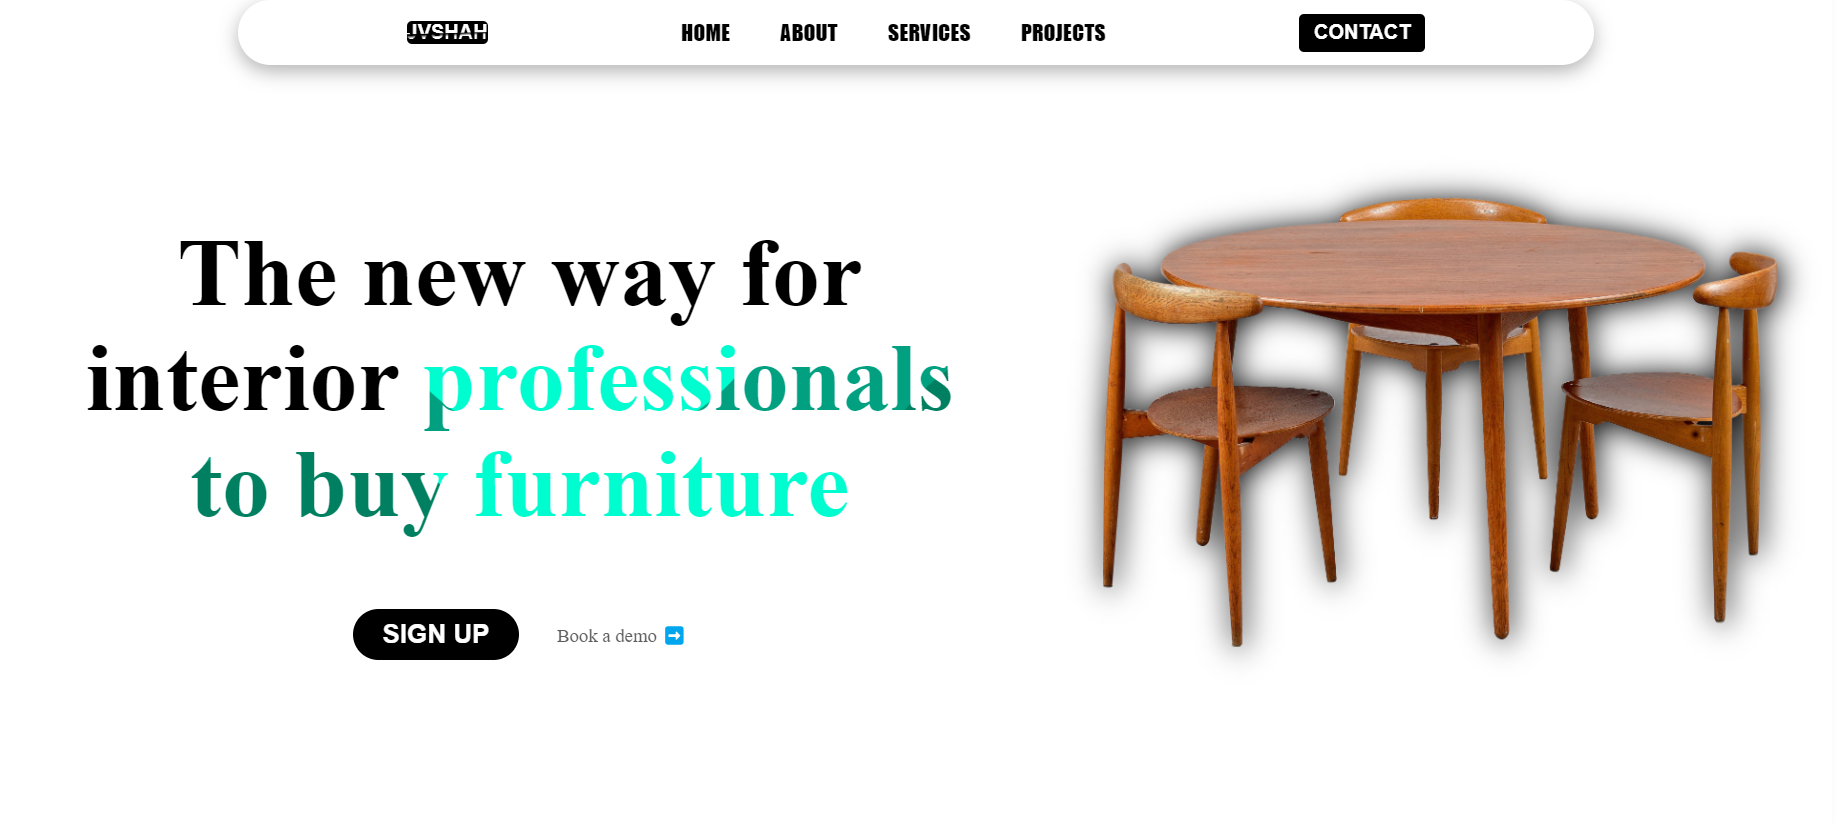 JVSHAH
HOME
ABOUT
SERVICES
PROJECTS
CONTACT
The new way for
interior professionals
to buy furniture
SIGN UP
Book a demo ➡️